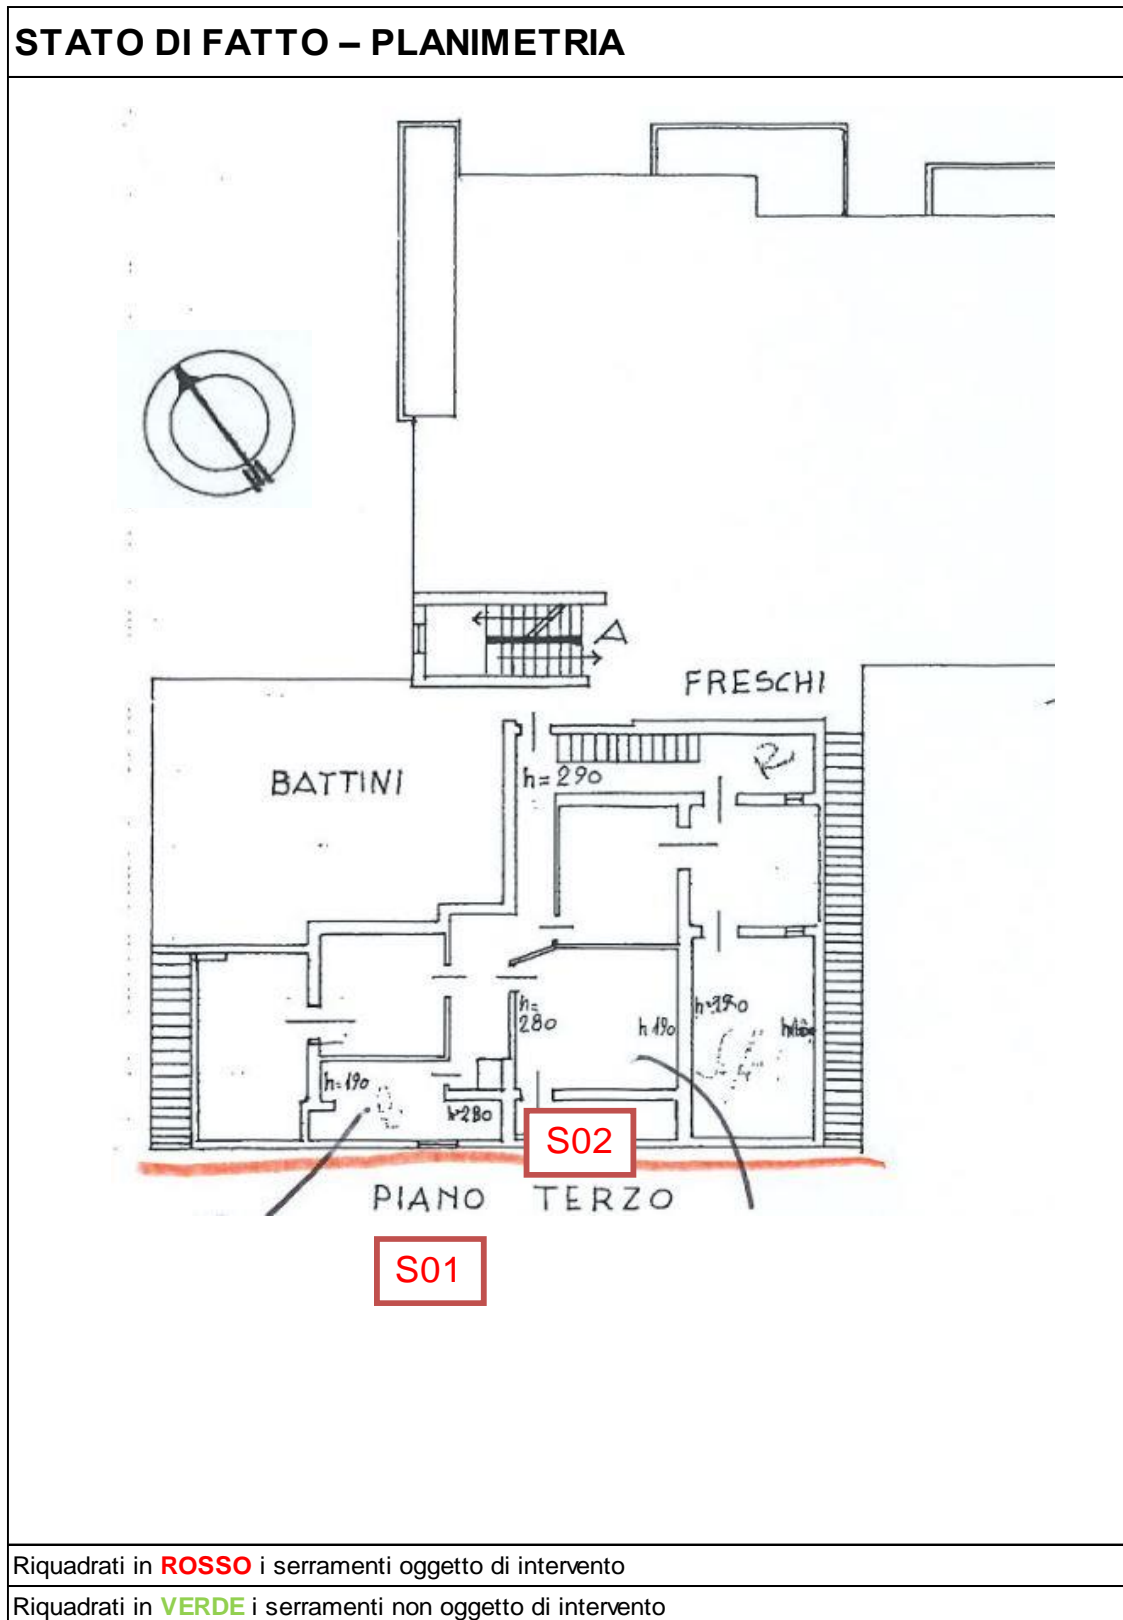 STATO DI FATTO – PLANIMETRIA
A
FRESCHI
BATTINI
h=290
h=
280
h 190
h=190
h=280
S02
PIANO TERZO
S01
Riquadrati in ROSSO i serramenti oggetto di intervento
Riquadrati in VERDE i serramenti non oggetto di intervento